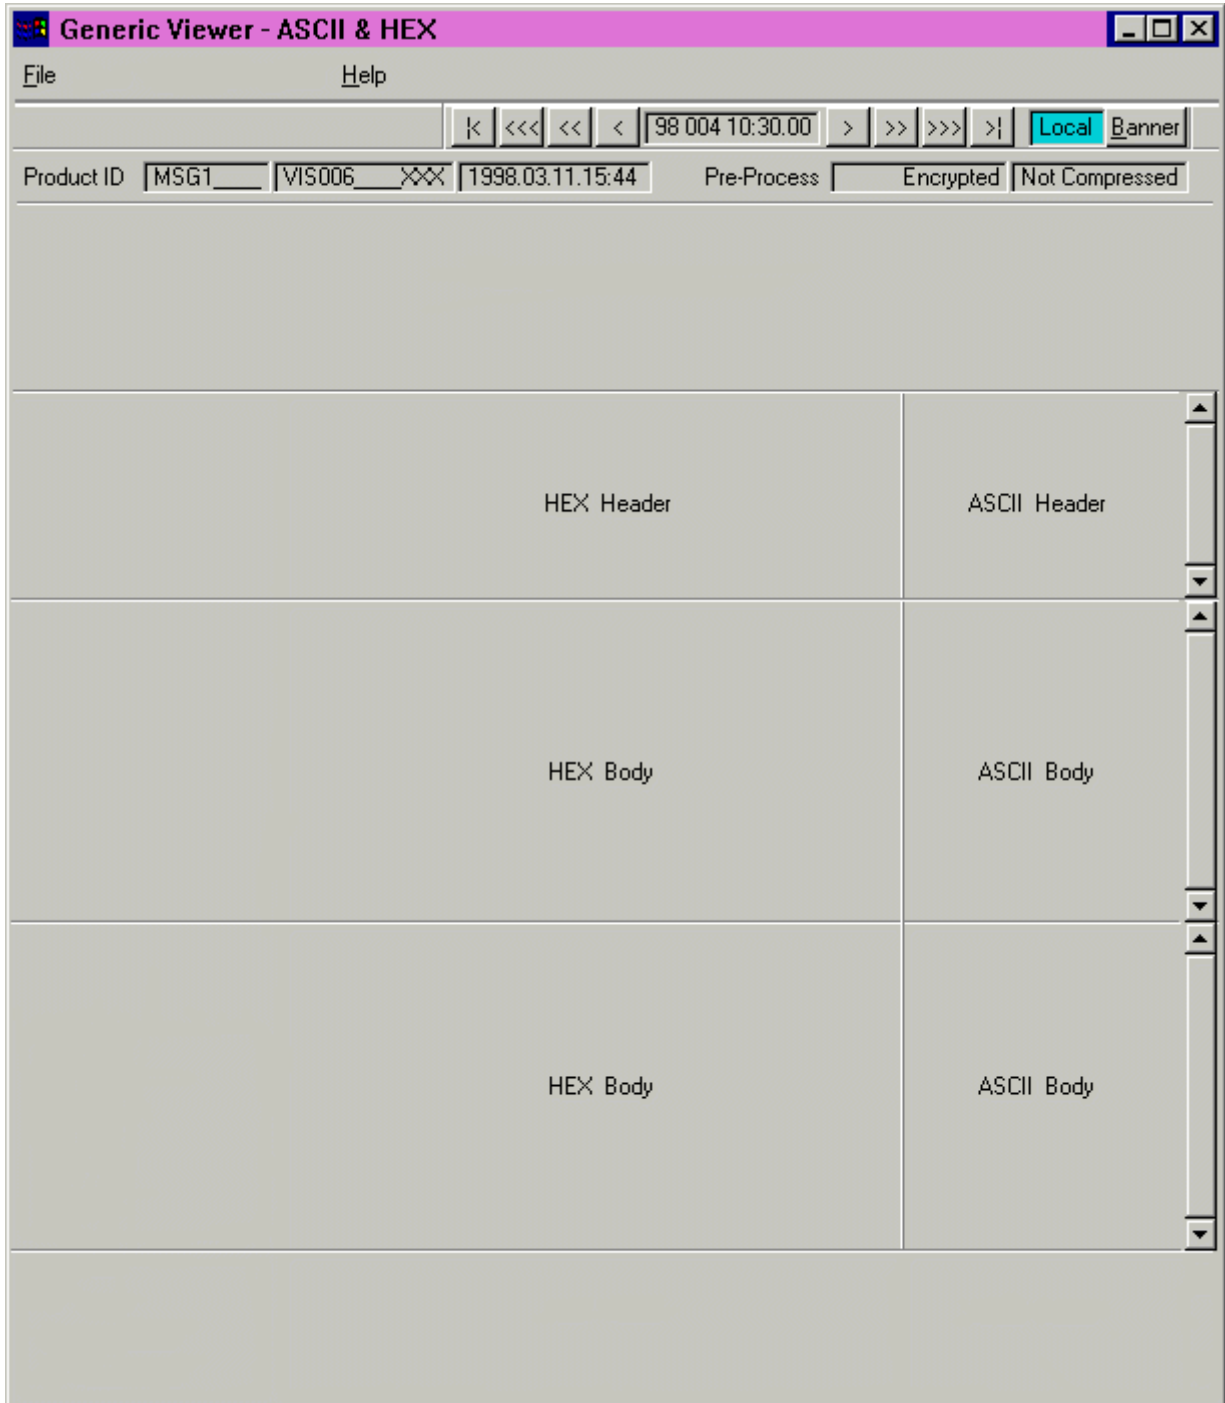 Generic Viewer - ASCII & HEX
File Help
|< <<< << < 98 004 10:30.00 > >> >>> >| Local Banner
Product ID MSG1____ VIS006____XXX 1998.03.11.15:44 Pre-Process Encrypted Not Compressed
HEX Header ASCII Header
HEX Body ASCII Body
HEX Body ASCII Body